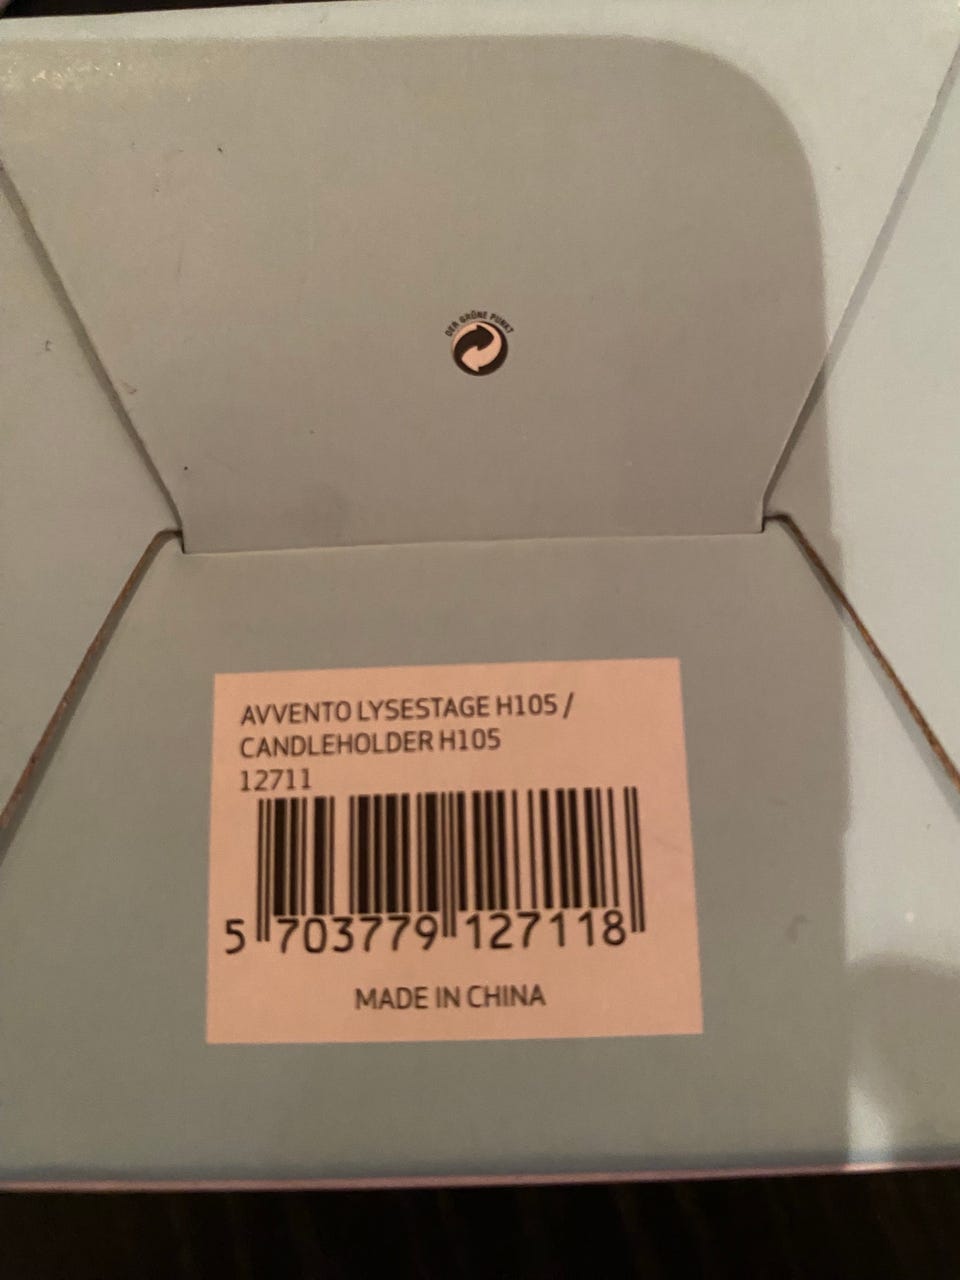 DER GRÜNE PUNKT
AVVENTO LYSESTAGE H105 /
CANDLEHOLDER H105
12711
5 703779 127118
MADE IN CHINA